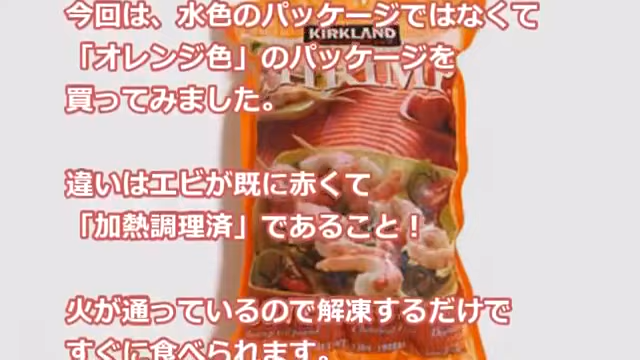 今回は、水色のパッケージではなくて
KIRKLAND
「オレンジ色」のパッケージを
SHRIMP
買ってみました。
違いはエビが既に赤くて
「加熱調理済」であること！
火が通っているので解凍するだけで
すぐに食べられます。